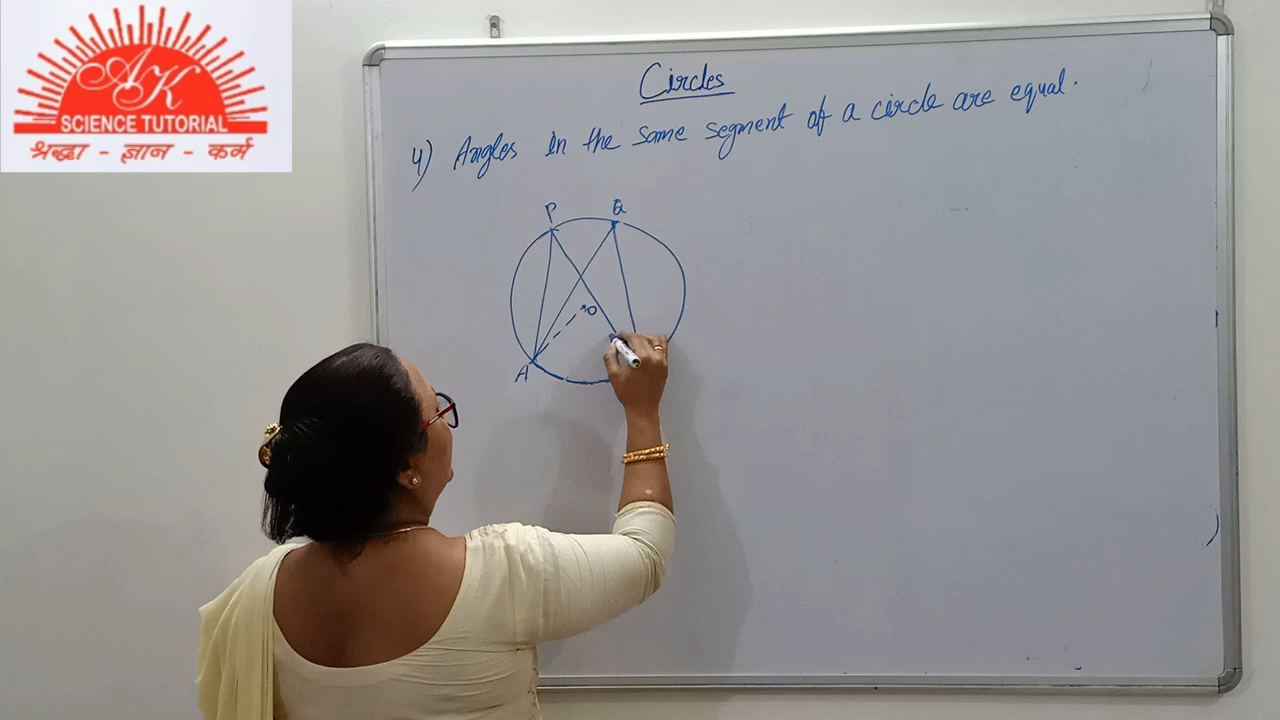 AK
SCIENCE TUTORIAL
श्रद्धा - ज्ञान - कर्म
Circles
4) Angles in the same segment of a circle are equal.
P Q
O
A